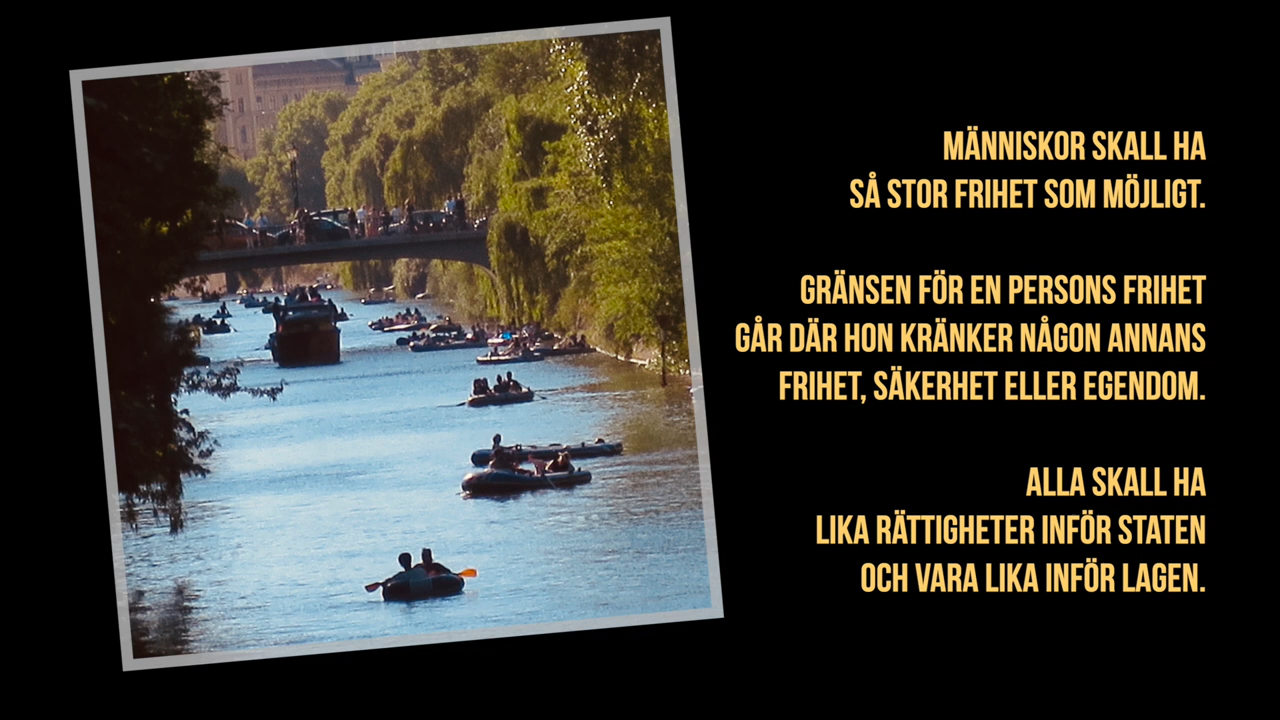 MÄNNISKOR SKALL HA
SÅ STOR FRIHET SOM MÖJLIGT.
GRÄNSEN FÖR EN PERSONS FRIHET
GÅR DÄR HON KRÄNKER NÅGON ANNANS
FRIHET, SÄKERHET ELLER EGENDOM.
ALLA SKALL HA
LIKA RÄTTIGHETER INFÖR STATEN
OCH VARA LIKA INFÖR LAGEN.